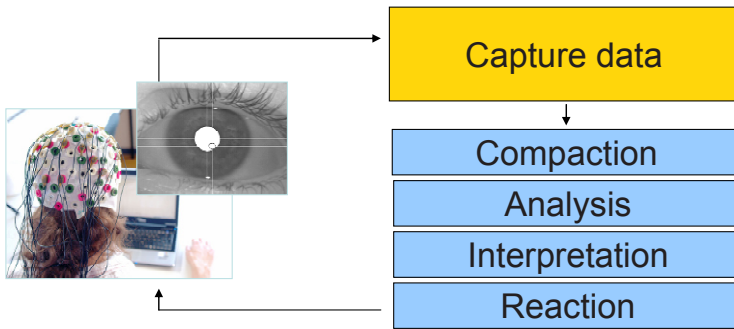 Capture data
Compaction
Analysis
Interpretation
Reaction